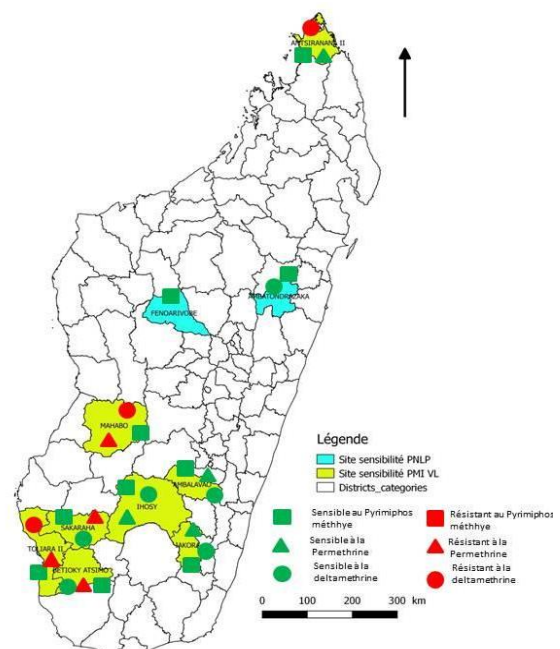 ANTSIRANANA II
AMBATONDRAZAKA
FENOARIVOBE
MAHABO
AMBALAVAO
IHOSY
SAKARAHA
IAKORA
TOLIARA II
BETIOKY ATSIMO
Légende
Site sensibilité PNLP
Site sensibilité PMI VL
Districts_categories
Sensible au Pyrimiphos
méthhye
Résistant au Pyrimiphos
méthhye
Sensible à la
Permethrine
Résistant à la
Permethrine
Sensible à la
deltamethrine
Résistant à la
deltamethrine
0 100 200 300
km